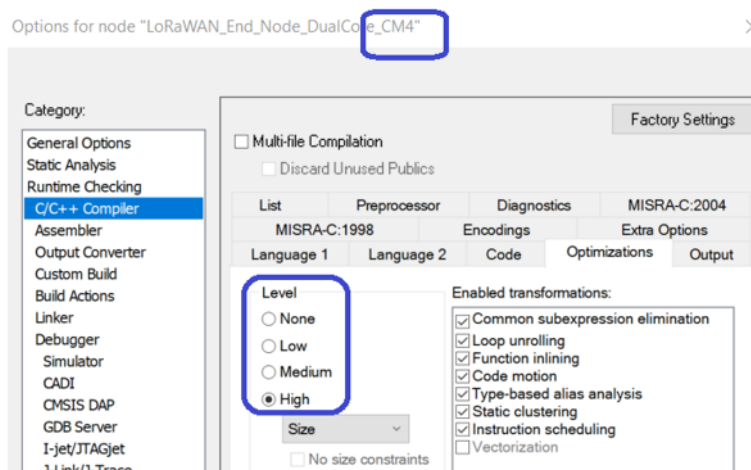 Options for node "LoRaWAN_End_Node_DualCore_CM4"
Category:
General Options
Static Analysis
Runtime Checking
C/C++ Compiler
Assembler
Output Converter
Custom Build
Build Actions
Linker
Debugger
Simulator
CADI
CMSIS DAP
GDB Server
I-jet/JTAGjet
J-Link/J-Trace
Factory Settings
Multi-file Compilation
Discard Unused Publics
List Preprocessor Diagnostics MISRA-C:2004
MISRA-C:1998 Encodings Extra Options
Language 1 Language 2 Code Optimizations Output
Level
None
Low
Medium
High
Size
No size constraints
Enabled transformations:
Common subexpression elimination
Loop unrolling
Function inlining
Code motion
Type-based alias analysis
Static clustering
Instruction scheduling
Vectorization